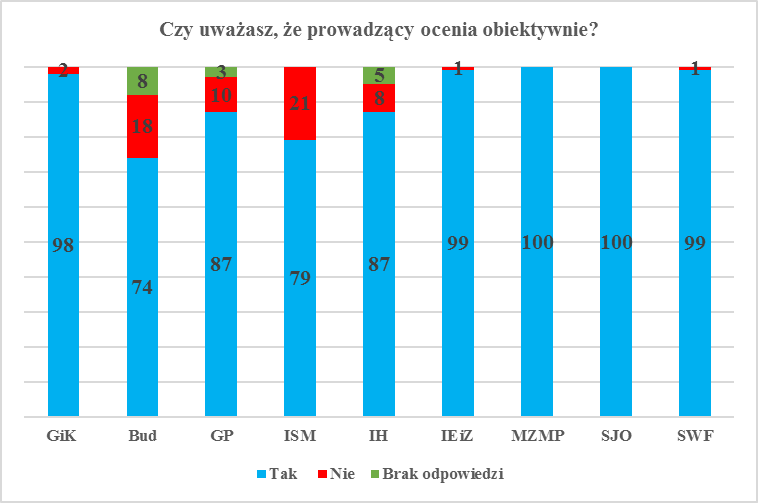 Czy uważasz, że prowadzący ocenia obiektywnie?
2 8 3 5 1 1
18 10 21 8
98 74 87 79 87 99 100 100 99
GiK Bud GP ISM IH IEiZ MZMP SJO SWF
Tak Nie Brak odpowiedzi